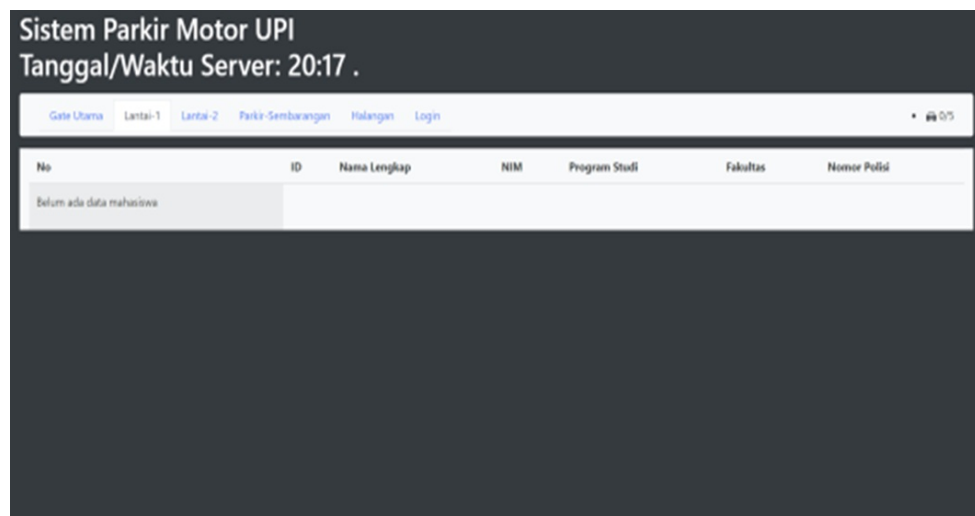 Sistem Parkir Motor UPI
Tanggal/Waktu Server: 20:17 .
Gate Utama Lantai-1 Lantai-2 Parkir-Sembarangan Halangan Login • 0/5
No ID Nama Lengkap NIM Program Studi Fakultas Nomor Polisi
Belum ada data mahasiswa